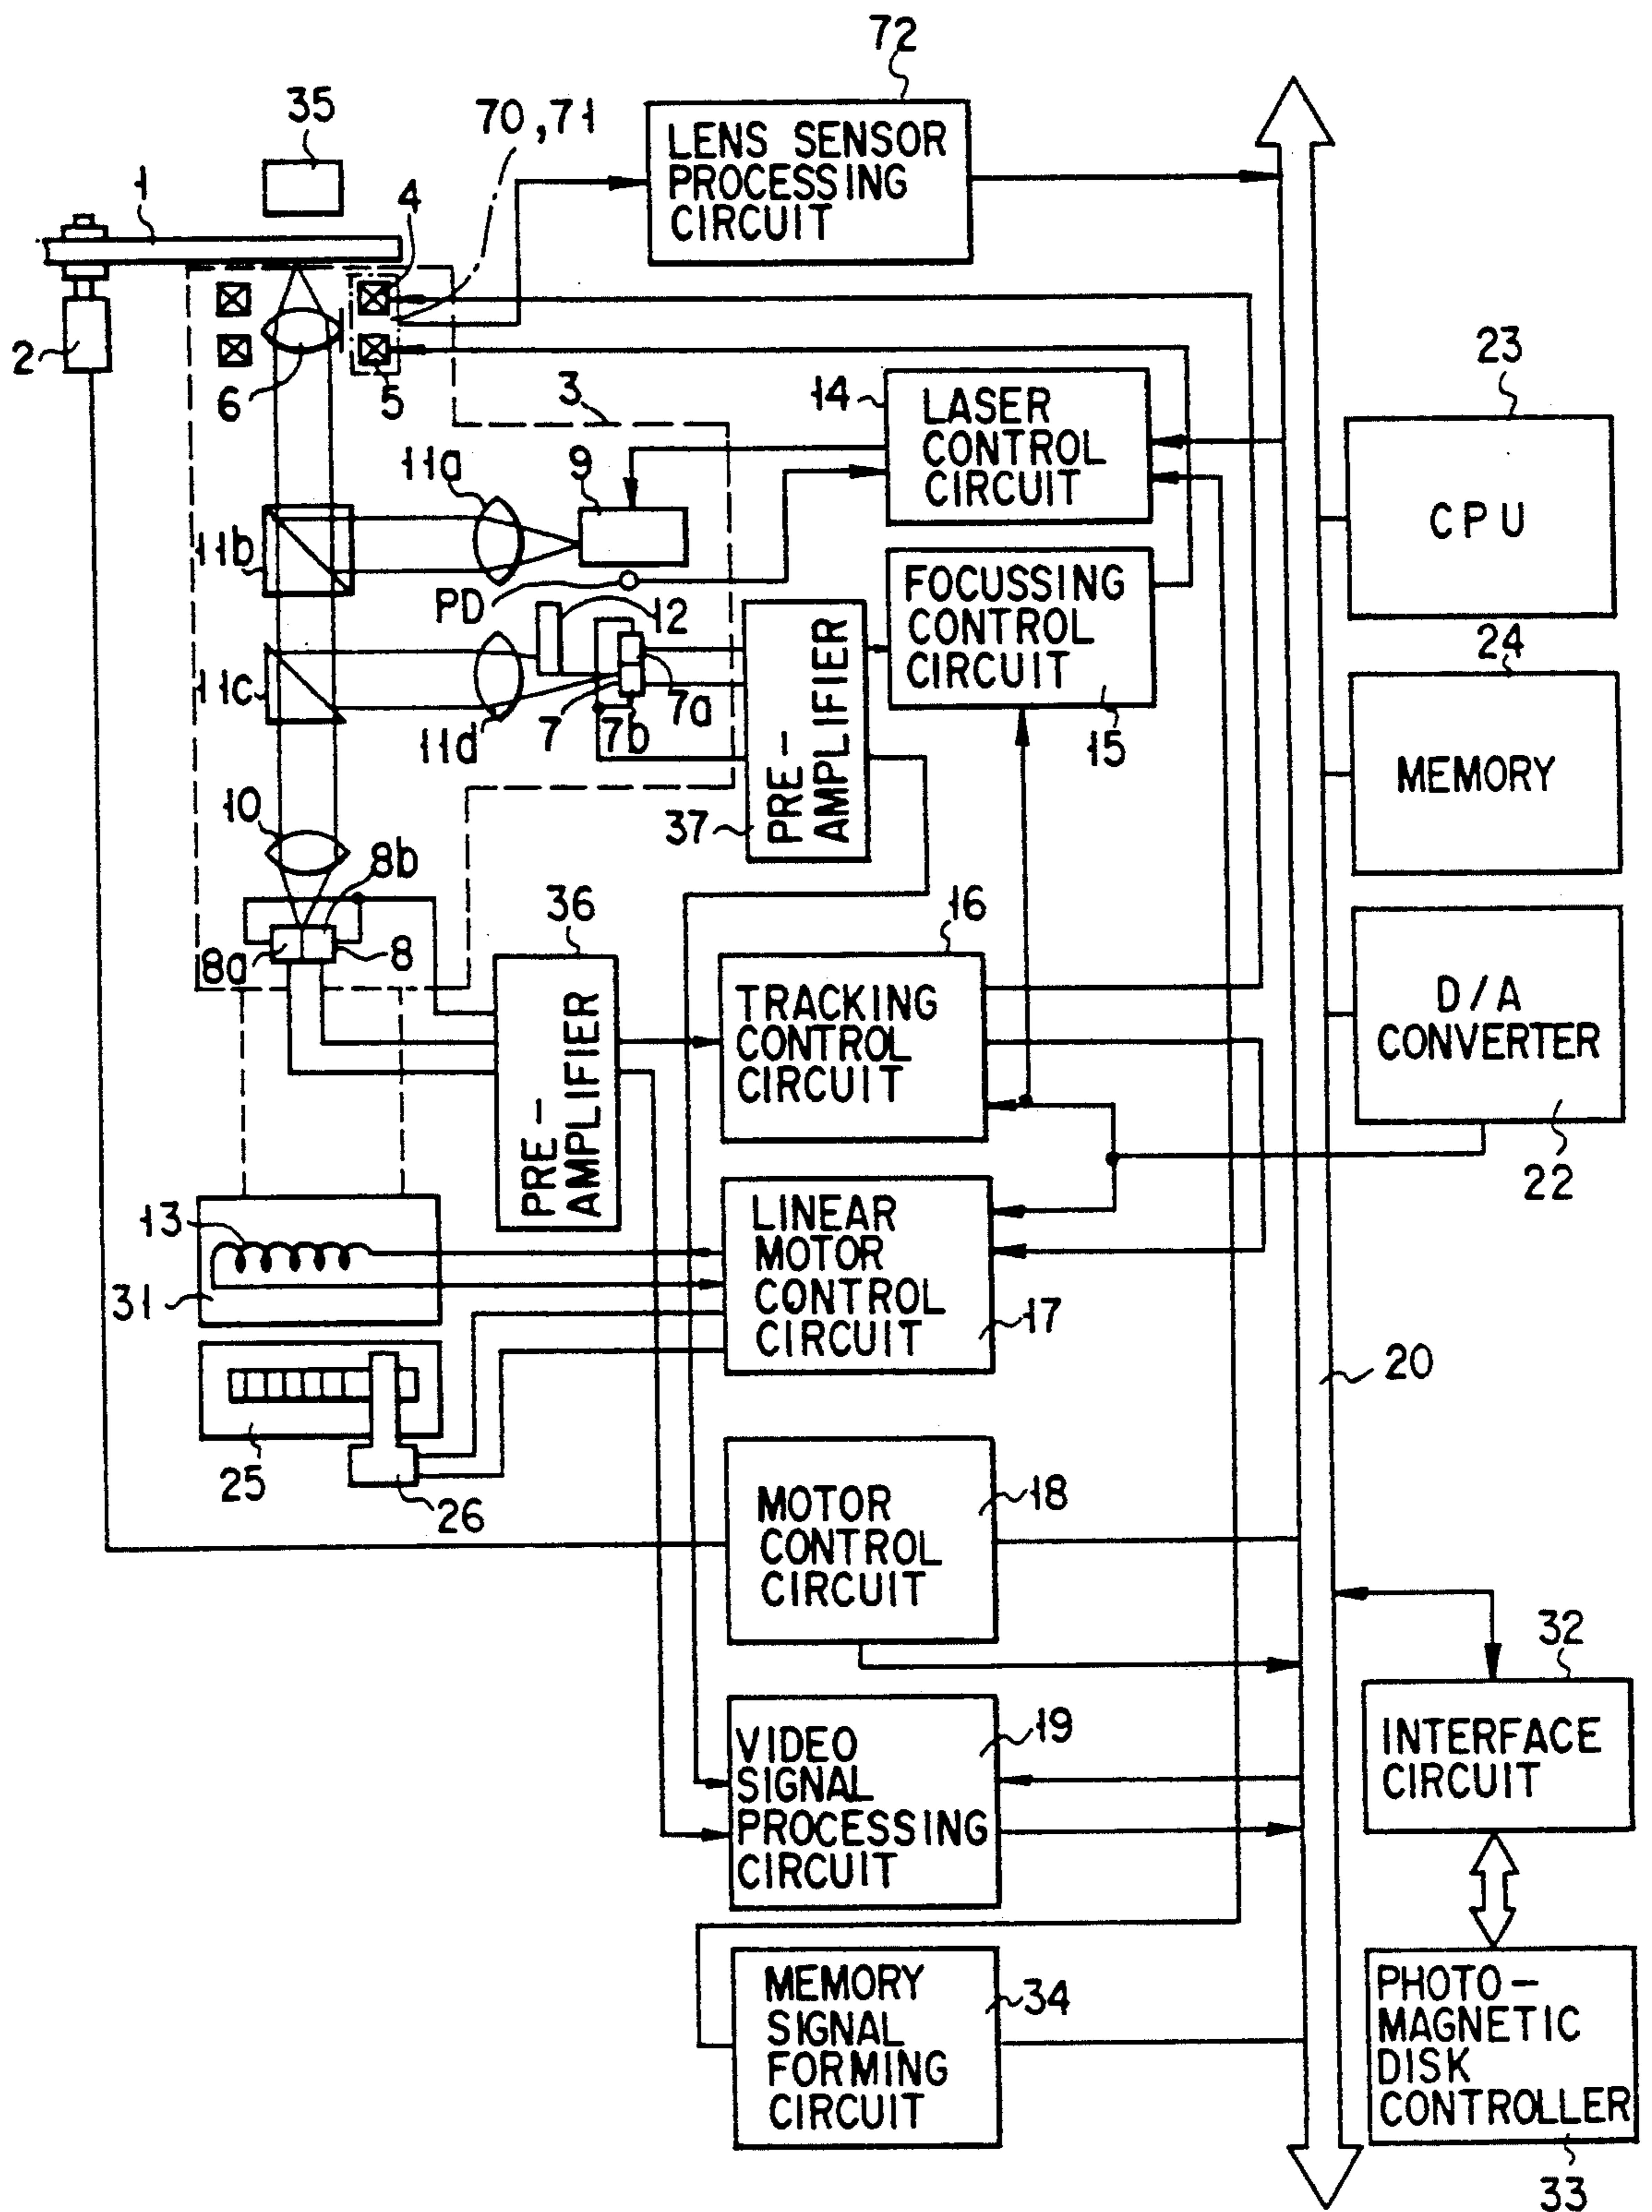 72
35
70,71
LENS SENSOR
PROCESSING
CIRCUIT
1
4
2
6
5
3
14
LASER
CONTROL
CIRCUIT
23
CPU
11a
9
11b
PD
12
FOCUSSING
CONTROL
CIRCUIT
15
11c
11d
7
7b
7a
PRE-
AMPLIFIER
37
24
MEMORY
10
8b
8a
8
36
PRE-
AMPLIFIER
16
TRACKING
CONTROL
CIRCUIT
D/A
CONVERTER
22
13
31
LINEAR
MOTOR
CONTROL
CIRCUIT
17
20
25
26
MOTOR
CONTROL
CIRCUIT
18
32
INTERFACE
CIRCUIT
VIDEO
SIGNAL
PROCESSING
CIRCUIT
19
MEMORY
SIGNAL
FORMING
CIRCUIT
34
PHOTO-
MAGNETIC
DISK
CONTROLLER
33